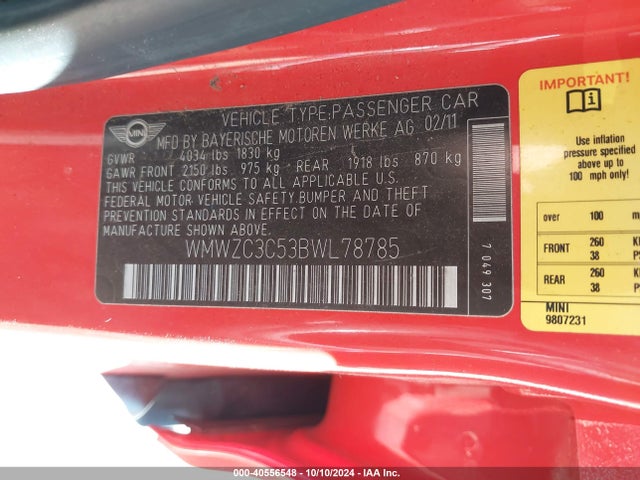 MINI
VEHICLE TYPE:PASSENGER CAR
MFD BY BAYERISCHE MOTOREN WERKE AG 02/11
GVWR 4034 lbs 1830 kg
GAWR FRONT 2150 lbs 975 kg REAR 1918 lbs 870 kg
THIS VEHICLE CONFORMS TO ALL APPLICABLE U.S.
FEDERAL MOTOR VEHICLE SAFETY,BUMPER AND THEFT
PREVENTION STANDARDS IN EFFECT ON THE DATE OF
MANUFACTURE SHOWN ABOVE.
WMWZC3C53BWL78785
7 049 307
IMPORTANT!
Use inflation
pressure specified
above up to
100 mph only!
over 100 m
FRONT 260
38
REAR 260
38
MINI
9807231
000-40556548 - 10/10/2024 - IAAI Inc.